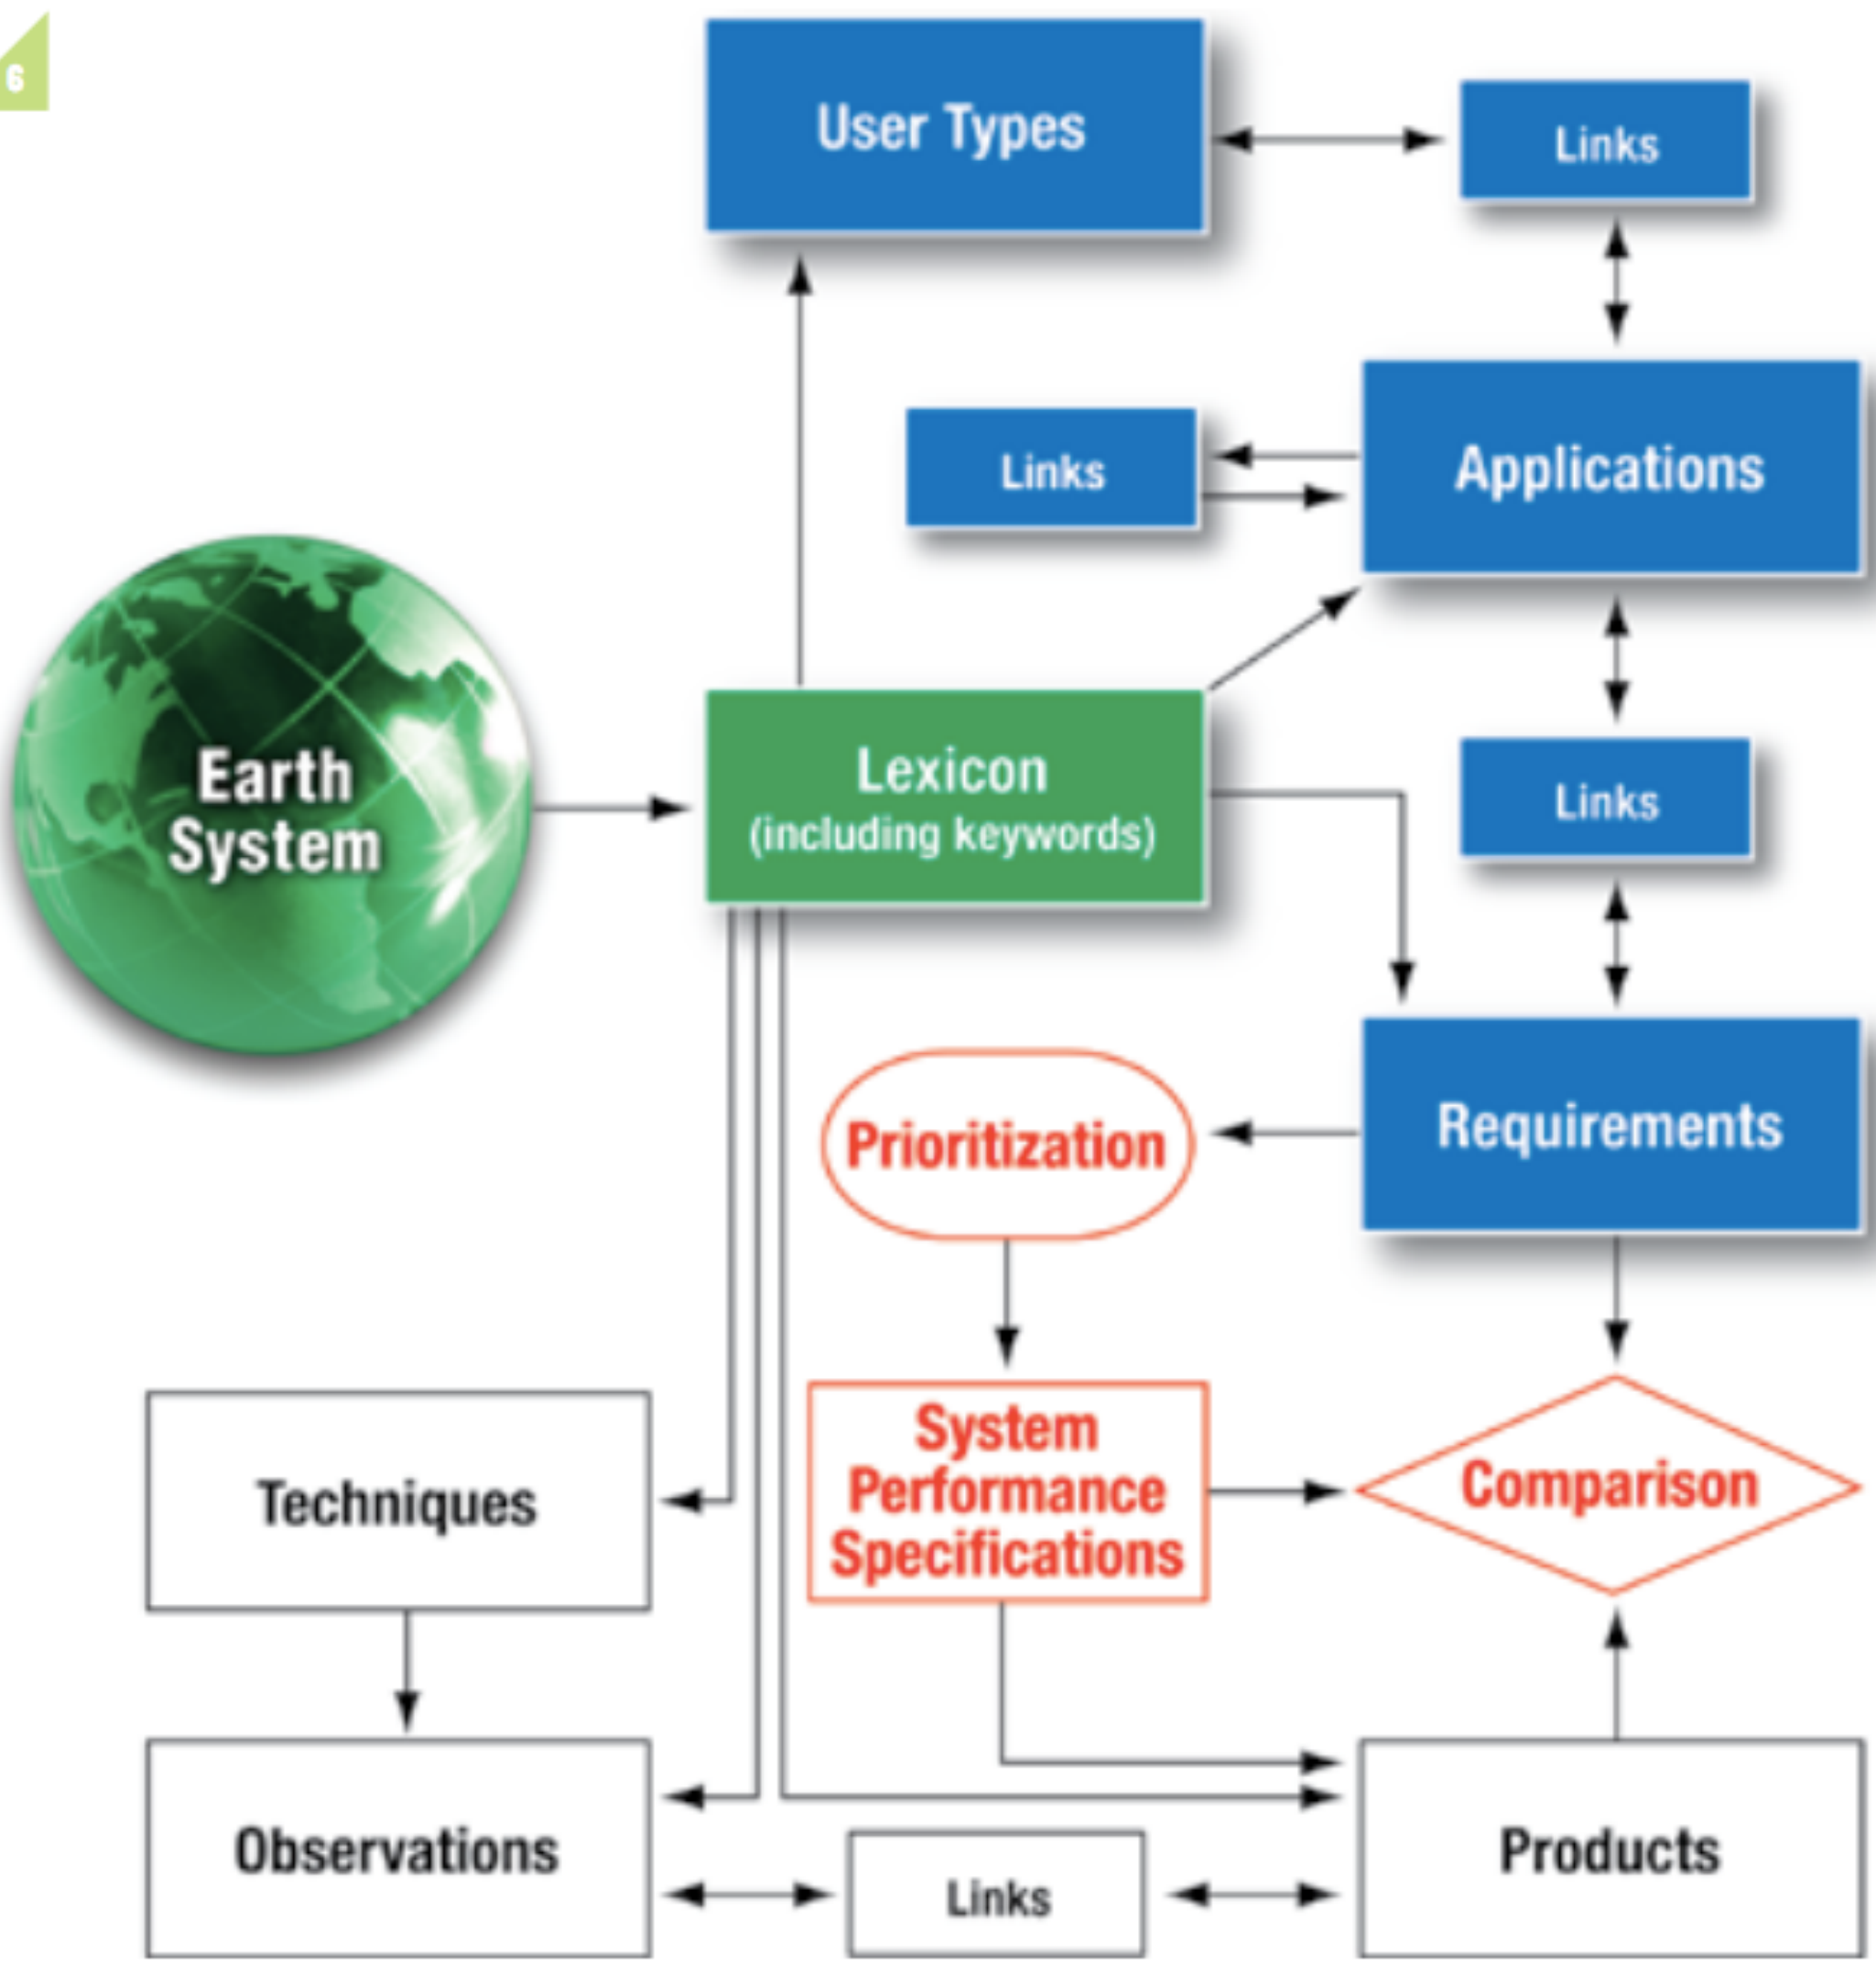 6
User Types
Links
Links
Applications
Earth
System
Lexicon
(including keywords)
Links
Prioritization
Requirements
Techniques
System
Performance
Specifications
Comparison
Observations
Links
Products